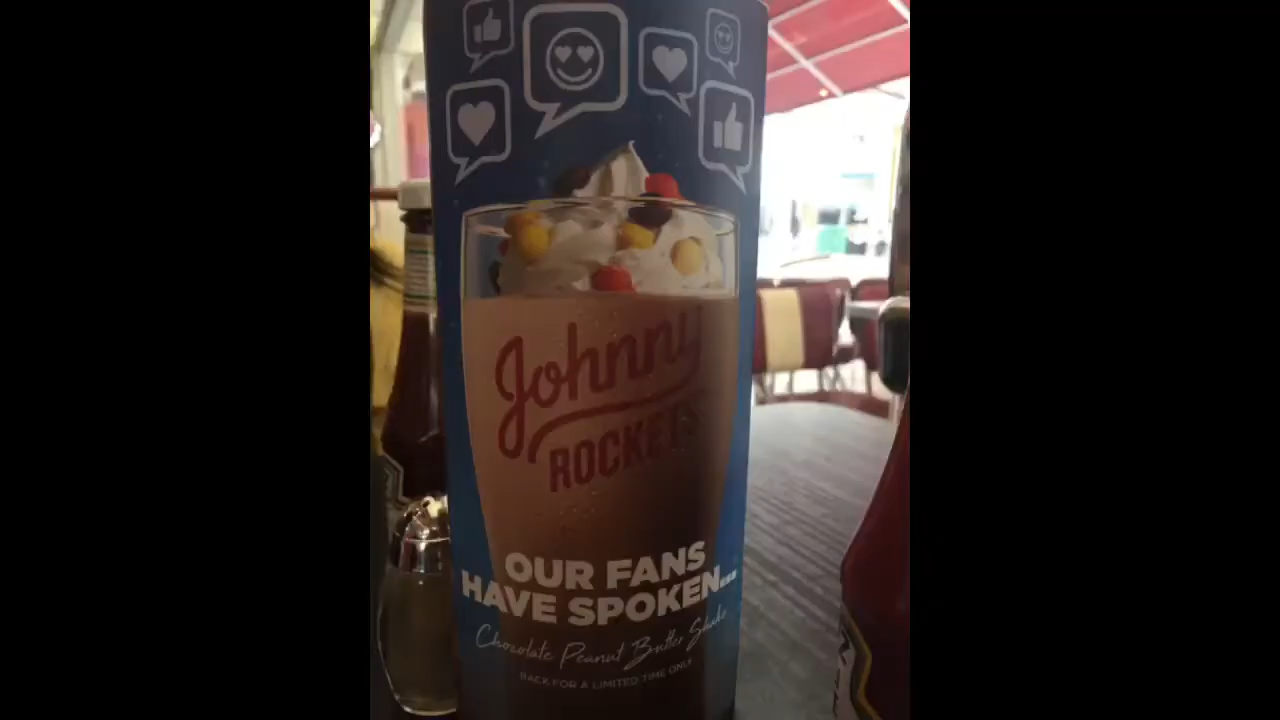 Johnny
ROCKETS
OUR FANS
HAVE SPOKEN...
Chocolate Peanut Butter Shake
BACK FOR A LIMITED TIME ONLY